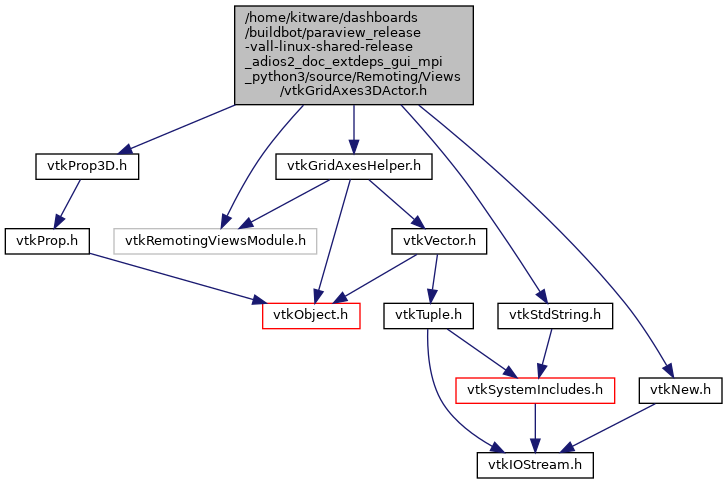 /home/kitware/dashboards
/buildbot/paraview_release
-vall-linux-shared-release
_adios2_doc_extdeps_gui_mpi
_python3/source/Remoting/Views
/vtkGridAxes3DActor.h
vtkProp3D.h
vtkGridAxesHelper.h
vtkProp.h
vtkRemotingViewsModule.h
vtkVector.h
vtkObject.h
vtkTuple.h
vtkStdString.h
vtkSystemIncludes.h
vtkNew.h
vtkIOStream.h